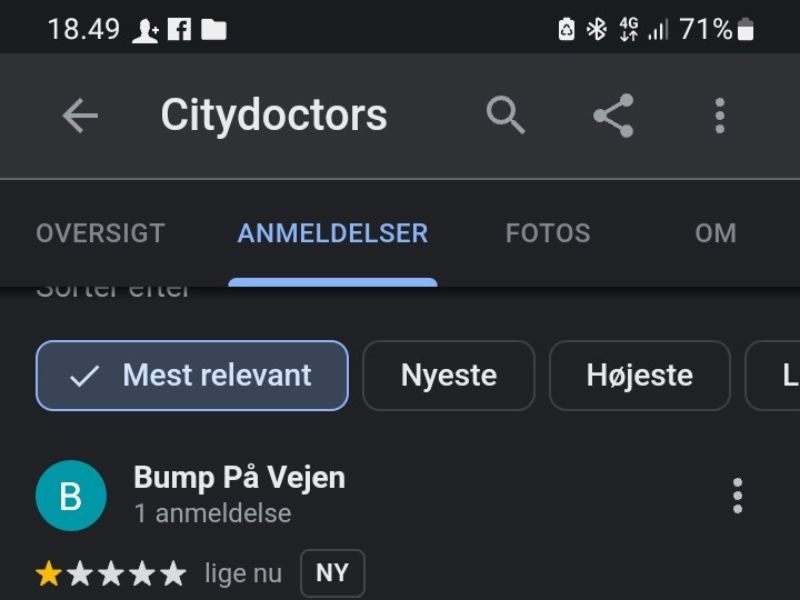 18.49 4G 71%
Citydoctors
OVERSIGT ANMELDELSER FOTOS OM
Sorter efter
Mest relevant Nyeste Højeste L
B Bump På Vejen
1 anmeldelse
lige nu NY